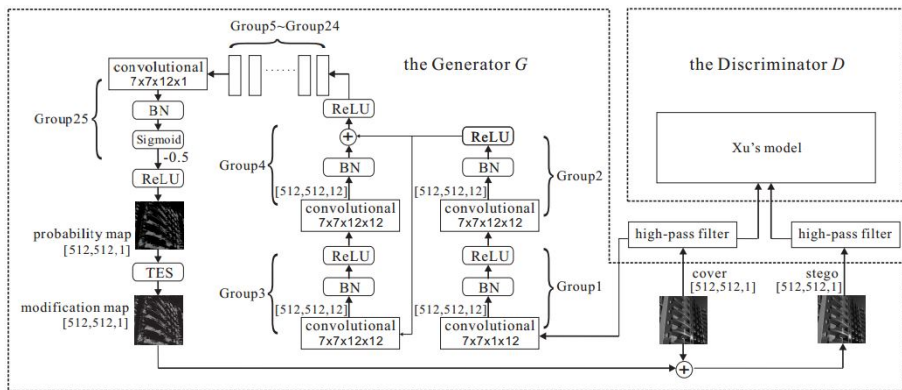 Group5~Group24
the Generator G
the Discriminator D
convolutional
7x7x12x1
BN
Sigmoid
-0.5
ReLU
Group25
probability map
[512,512,1]
TES
modification map
[512,512,1]
ReLU
+
BN
[512,512,12]
convolutional
7x7x12x12
Group4
ReLU
BN
[512,512,12]
convolutional
7x7x12x12
Group3
ReLU
BN
[512,512,12]
convolutional
7x7x12x12
Group2
ReLU
BN
[512,512,12]
convolutional
7x7x1x12
Group1
Xu's model
high-pass filter
high-pass filter
cover
[512,512,1]
stego
[512,512,1]
+